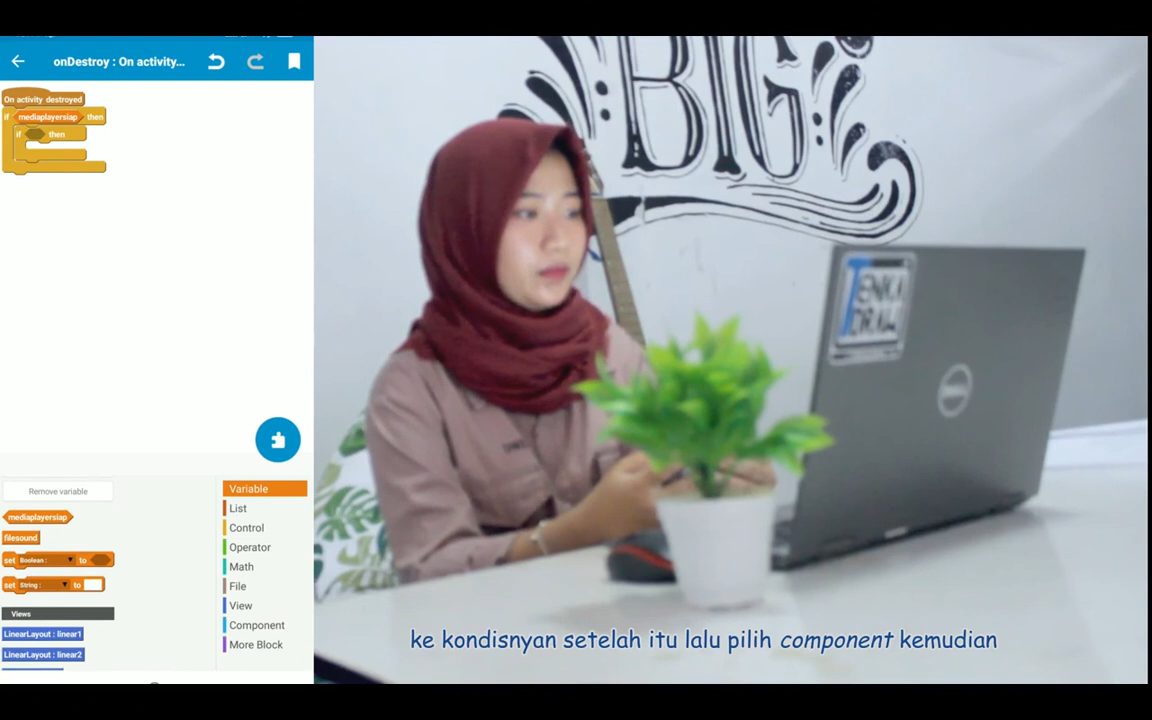 onDestroy : On activity...
On activity destroyed
if mediaplayersiap then
if then
Remove variable
mediaplayersiap
filesound
set Boolean : to
set String : to
Views
LinearLayout : linear1
LinearLayout : linear2
Variable
List
Control
Operator
Math
File
View
Component
More Block
BIG
DELL
ke kondisnyan setelah itu lalu pilih component kemudian